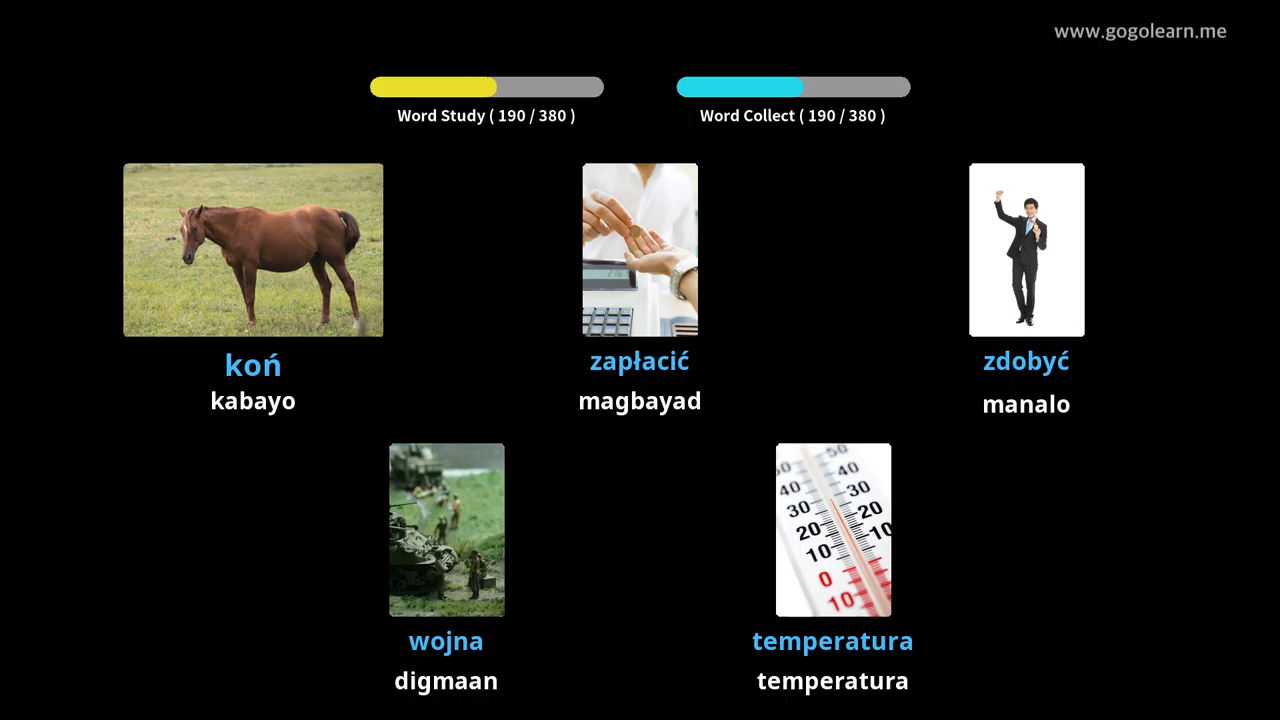 www.gogolearn.me
Word Study ( 190 / 380 )
Word Collect ( 190 / 380 )
koń
kabayo
zapłacić
magbayad
zdobyć
manalo
wojna
digmaan
temperatura
temperatura